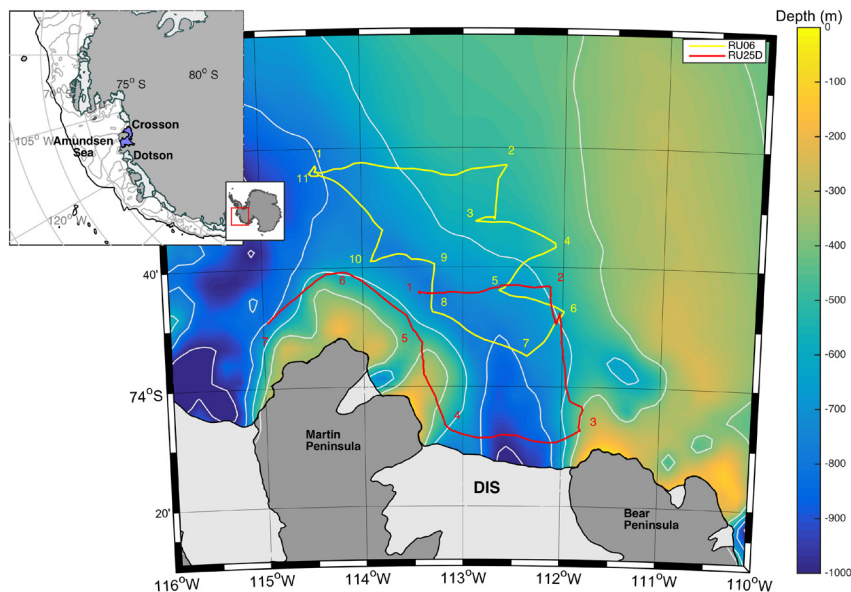 Depth (m)
RU06
RU25D
0
-100
-200
-300
-400
-500
-600
-700
-800
-900
-1000
80° S
75° S
70° S
Crosson
105° W
Amundsen
Sea
Dotson
120° W
1
2
11
3
4
10
9
5
8
6
7
40'
1
2
6
5
7
4
3
74°S
Martin
Peninsula
DIS
Bear
Peninsula
20'
116°W
115°W
114°W
113°W
112°W
111°W
110°W